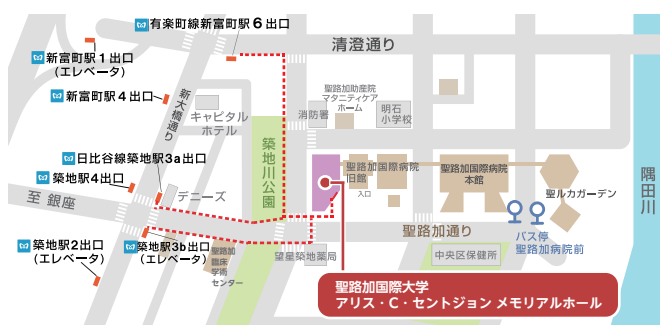 有楽町線新富町駅6出口
新富町駅1出口
(エレベータ)
清澄通り
新富町駅4出口
新大橋通り
キャピタル
ホテル
消防署
聖路加助産院
マタニティケア
ホーム
明石
小学校
築地川公園
日比谷線築地駅3a出口
築地駅4出口
デニーズ
至 銀座
聖路加国際病院
旧館
入口
聖路加国際病院
本館
聖ルカガーデン
隅田川
聖路加通り
築地駅2出口
(エレベータ)
築地駅3b出口
(エレベータ)
聖路加
臨床
学術
センター
望星築地薬局
中央区保健所
バス停
聖路加病院前
聖路加国際大学
アリス・C・セントジョン メモリアルホール